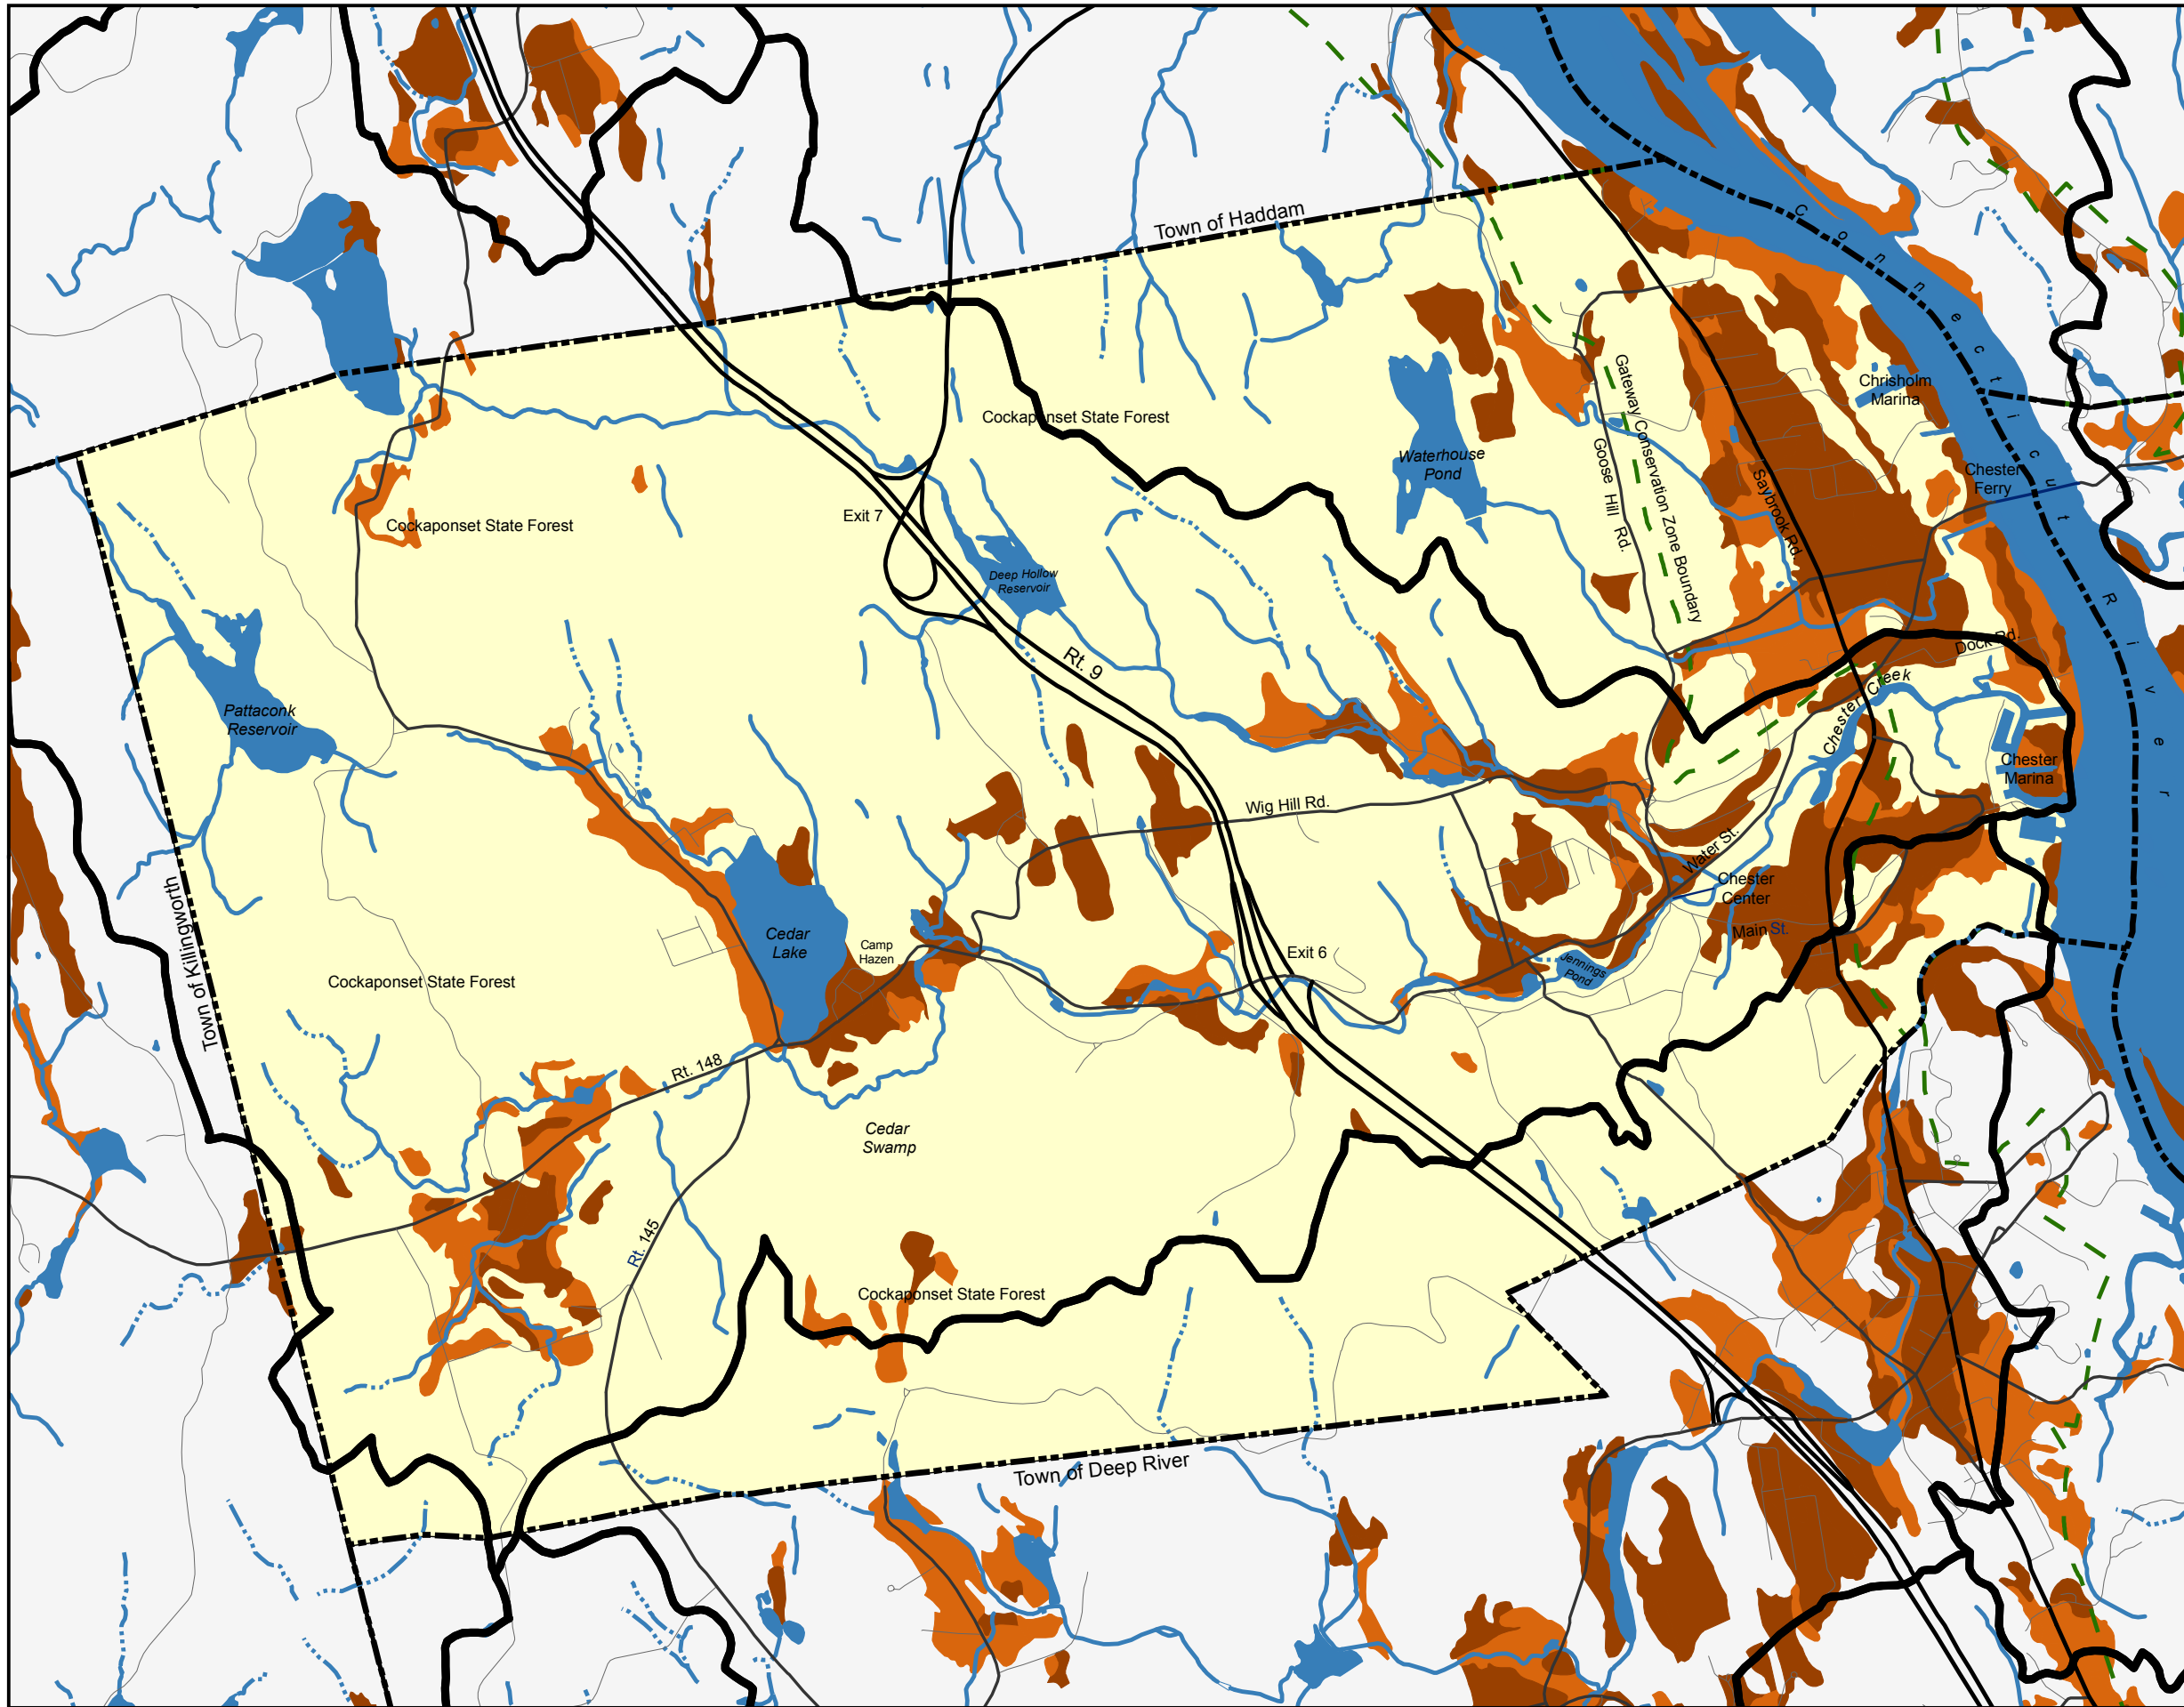 Town of Haddam
Connecticut River
Chrisholm
Marina
Cockaponset State Forest
Waterhouse
Pond
Gateway Conservation Zone Boundary
Goose Hill Rd.
Saybrook Rd.
Chester
Ferry
Exit 7
Cockaponset State Forest
Deep Hollow
Reservoir
Rt. 9
Dock Rd.
Chester Creek
Pattaconk
Reservoir
Chester
Marina
Wig Hill Rd.
Water St.
Chester
Center
Main St.
Town of Killingworth
Cedar
Lake
Camp
Hazen
Exit 6
Jennings
Pond
Cockaponset State Forest
Rt. 148
Cedar
Swamp
Rt. 145
Cockaponset State Forest
Town of Deep River